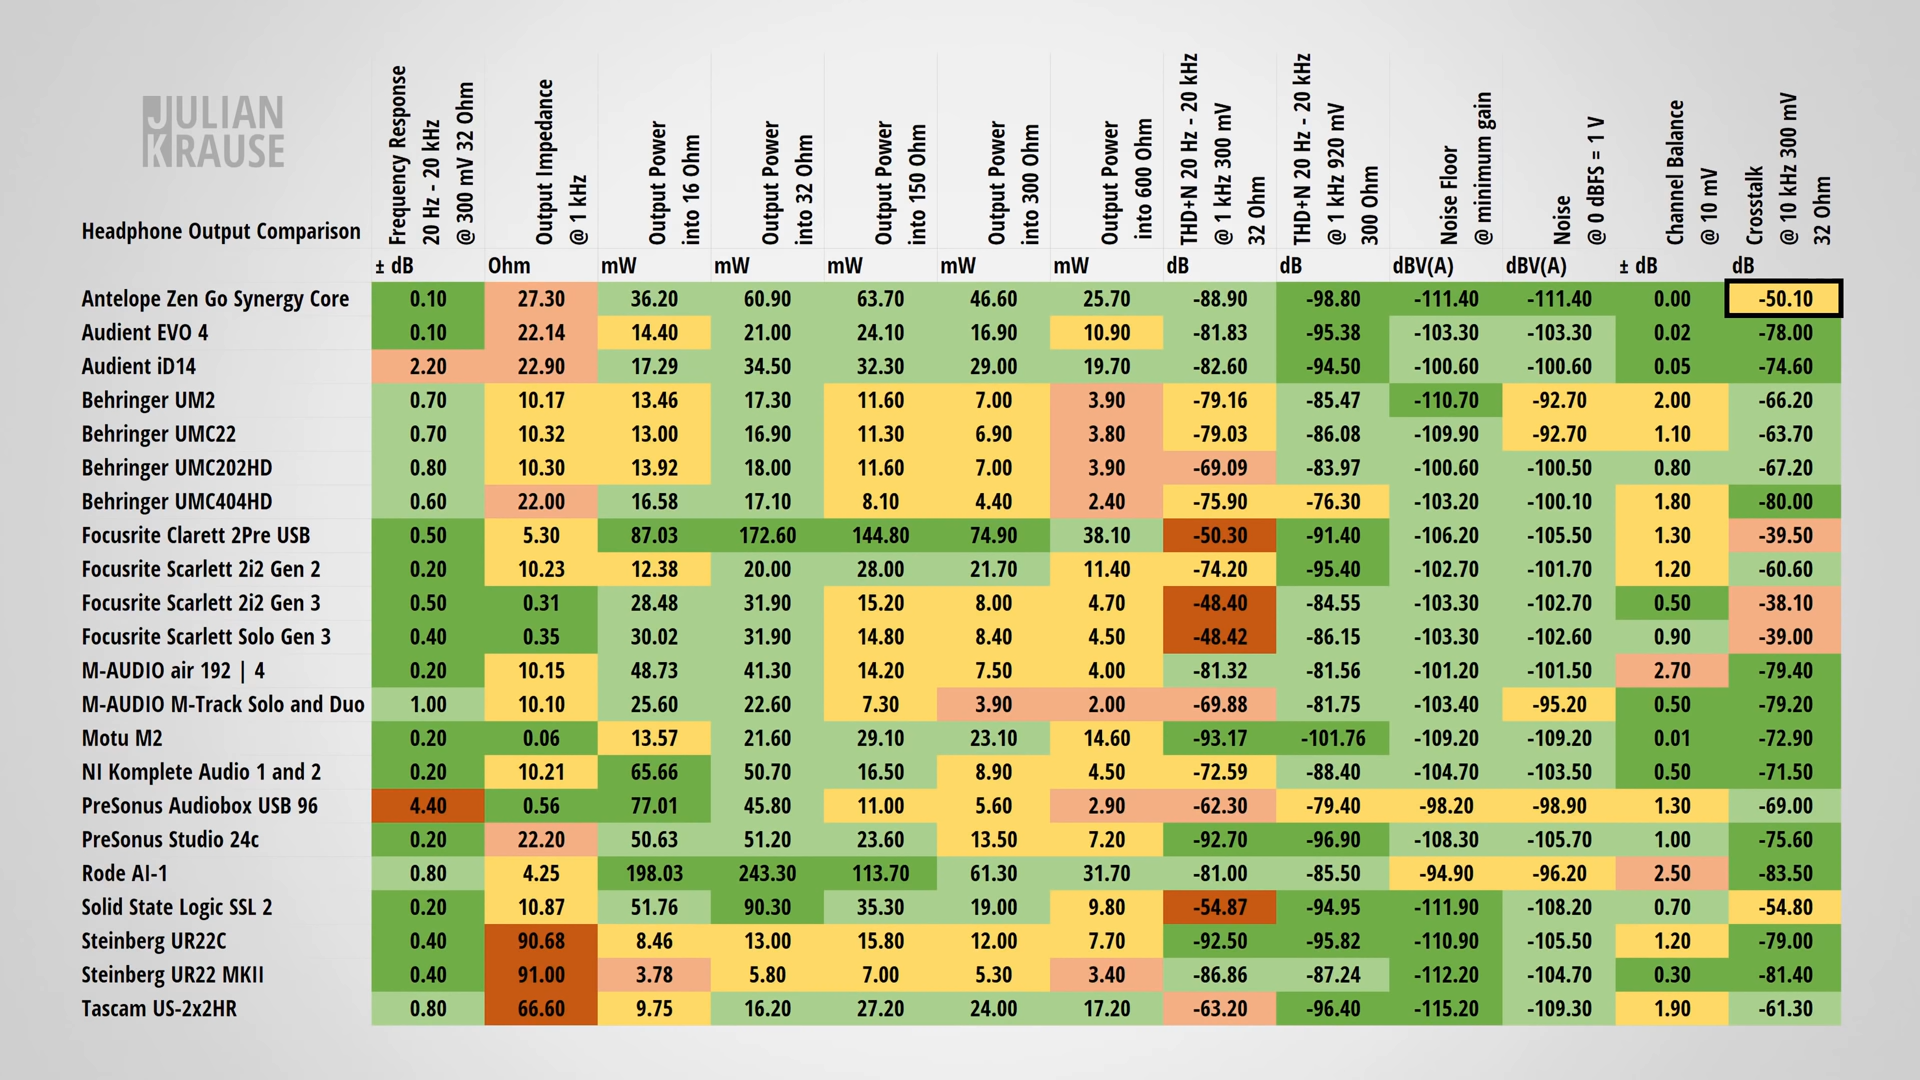 JULIAN
KRAUSE
Headphone Output Comparison
Frequency Response
20 Hz - 20 kHz
@ 300 mV 32 Ohm
Output Impedance
@ 1 kHz
Output Power
into 16 Ohm
Output Power
into 32 Ohm
Output Power
into 150 Ohm
Output Power
into 300 Ohm
Output Power
into 600 Ohm
THD+N 20 Hz - 20 kHz
@ 1 kHz 300 mV
32 Ohm
THD+N 20 Hz - 20 kHz
@ 1 kHz 920 mV
300 Ohm
Noise Floor
@ minimum gain
Noise
@ 0 dBFS = 1 V
Channel Balance
@ 10 mV
Crosstalk
@ 10 kHz 300 mV
32 Ohm
± dB Ohm mW mW mW mW mW dB dB dBV(A) dBV(A) ± dB dB
Antelope Zen Go Synergy Core 0.10 27.30 36.20 60.90 63.70 46.60 25.70 -88.90 -98.80 -111.40 -111.40 0.00 -50.10
Audient EVO 4 0.10 22.14 14.40 21.00 24.10 16.90 10.90 -81.83 -95.38 -103.30 -103.30 0.02 -78.00
Audient iD14 2.20 22.90 17.29 34.50 32.30 29.00 19.70 -82.60 -94.50 -100.60 -100.60 0.05 -74.60
Behringer UM2 0.70 10.17 13.46 17.30 11.60 7.00 3.90 -79.16 -85.47 -110.70 -92.70 2.00 -66.20
Behringer UMC22 0.70 10.32 13.00 16.90 11.30 6.90 3.80 -79.03 -86.08 -109.90 -92.70 1.10 -63.70
Behringer UMC202HD 0.80 10.30 13.92 18.00 11.60 7.00 3.90 -69.09 -83.97 -100.60 -100.50 0.80 -67.20
Behringer UMC404HD 0.60 22.00 16.58 17.10 8.10 4.40 2.40 -75.90 -76.30 -103.20 -100.10 1.80 -80.00
Focusrite Clarett 2Pre USB 0.50 5.30 87.03 172.60 144.80 74.90 38.10 -50.30 -91.40 -106.20 -105.50 1.30 -39.50
Focusrite Scarlett 2i2 Gen 2 0.20 10.23 12.38 20.00 28.00 21.70 11.40 -74.20 -95.40 -102.70 -101.70 1.20 -60.60
Focusrite Scarlett 2i2 Gen 3 0.50 0.31 28.48 31.90 15.20 8.00 4.70 -48.40 -84.55 -103.30 -102.70 0.50 -38.10
Focusrite Scarlett Solo Gen 3 0.40 0.35 30.02 31.90 14.80 8.40 4.50 -48.42 -86.15 -103.30 -102.60 0.90 -39.00
M-AUDIO air 192 | 4 0.20 10.15 48.73 41.30 14.20 7.50 4.00 -81.32 -81.56 -101.20 -101.50 2.70 -79.40
M-AUDIO M-Track Solo and Duo 1.00 10.10 25.60 22.60 7.30 3.90 2.00 -69.88 -81.75 -103.40 -95.20 0.50 -79.20
Motu M2 0.20 0.06 13.57 21.60 29.10 23.10 14.60 -93.17 -101.76 -109.20 -109.20 0.01 -72.90
NI Komplete Audio 1 and 2 0.20 10.21 65.66 50.70 16.50 8.90 4.50 -72.59 -88.40 -104.70 -103.50 0.50 -71.50
PreSonus Audiobox USB 96 4.40 0.56 77.01 45.80 11.00 5.60 2.90 -62.30 -79.40 -98.20 -98.90 1.30 -69.00
PreSonus Studio 24c 0.20 22.20 50.63 51.20 23.60 13.50 7.20 -92.70 -96.90 -108.30 -105.70 1.00 -75.60
Rode AI-1 0.80 4.25 198.03 243.30 113.70 61.30 31.70 -81.00 -85.50 -94.90 -96.20 2.50 -83.50
Solid State Logic SSL 2 0.20 10.87 51.76 90.30 35.30 19.00 9.80 -54.87 -94.95 -111.90 -108.20 0.70 -54.80
Steinberg UR22C 0.40 90.68 8.46 13.00 15.80 12.00 7.70 -92.50 -95.82 -110.90 -105.50 1.20 -79.00
Steinberg UR22 MKII 0.40 91.00 3.78 5.80 7.00 5.30 3.40 -86.86 -87.24 -112.20 -104.70 0.30 -81.40
Tascam US-2x2HR 0.80 66.60 9.75 16.20 27.20 24.00 17.20 -63.20 -96.40 -115.20 -109.30 1.90 -61.30